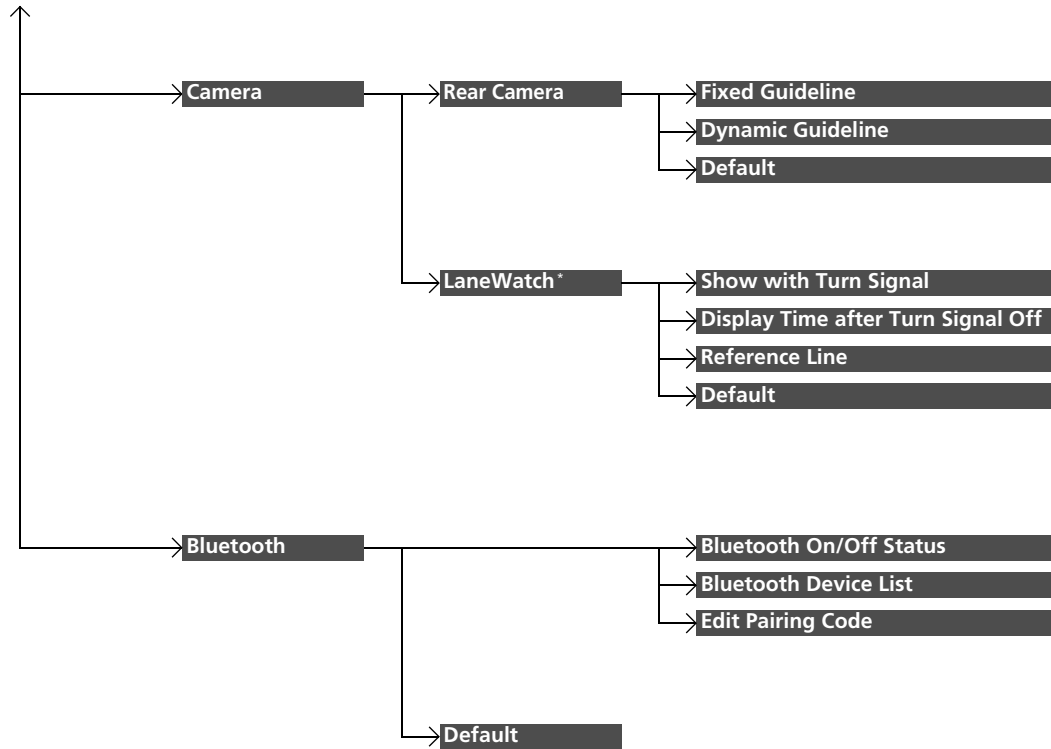 Camera
Rear Camera
Fixed Guideline
Dynamic Guideline
Default
LaneWatch*
Show with Turn Signal
Display Time after Turn Signal Off
Reference Line
Default
Bluetooth
Bluetooth On/Off Status
Bluetooth Device List
Edit Pairing Code
Default